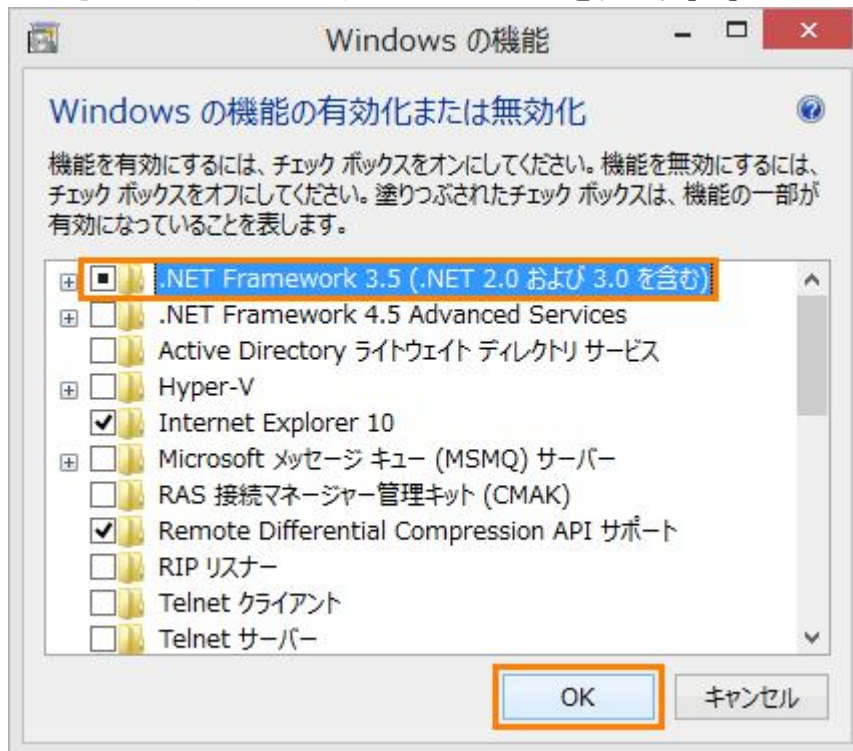 Windows の機能
Windows の機能の有効化または無効化
機能を有効にするには、チェック ボックスをオンにしてください。機能を無効にするには、
チェック ボックスをオフにしてください。塗りつぶされたチェック ボックスは、機能の一部が
有効になっていることを表します。
.NET Framework 3.5 (.NET 2.0 および 3.0 を含む)
.NET Framework 4.5 Advanced Services
Active Directory ライトウェイト ディレクトリ サービス
Hyper-V
Internet Explorer 10
Microsoft メッセージ キュー (MSMQ) サーバー
RAS 接続マネージャー管理キット (CMAK)
Remote Differential Compression API サポート
RIP リスナー
Telnet クライアント
Telnet サーバー
OK キャンセル